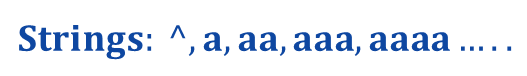 Strings: ^, a, aa, aaa, aaaa .... .